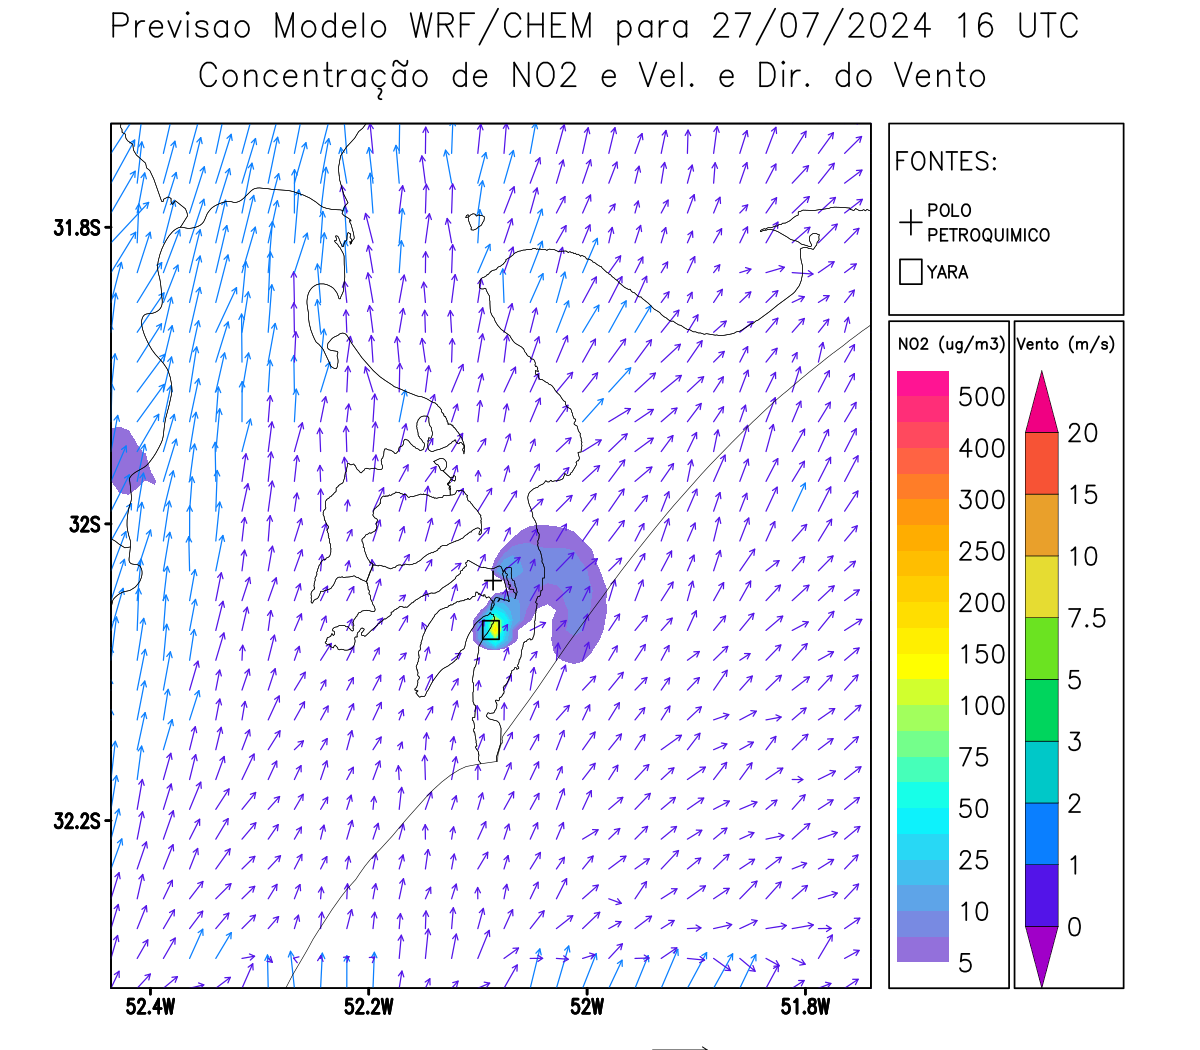 Previsao Modelo WRF/CHEM para 27/07/2024 16 UTC
Concentração de NO2 e Vel. e Dir. do Vento
FONTES:
POLO
PETROQUIMICO
YARA
NO2 (ug/m3)
500
400
300
250
200
150
100
75
50
25
10
5
Vento (m/s)
20
15
10
7.5
5
3
2
1
0
31.8S
32S
32.2S
52.4W
52.2W
52W
51.8W